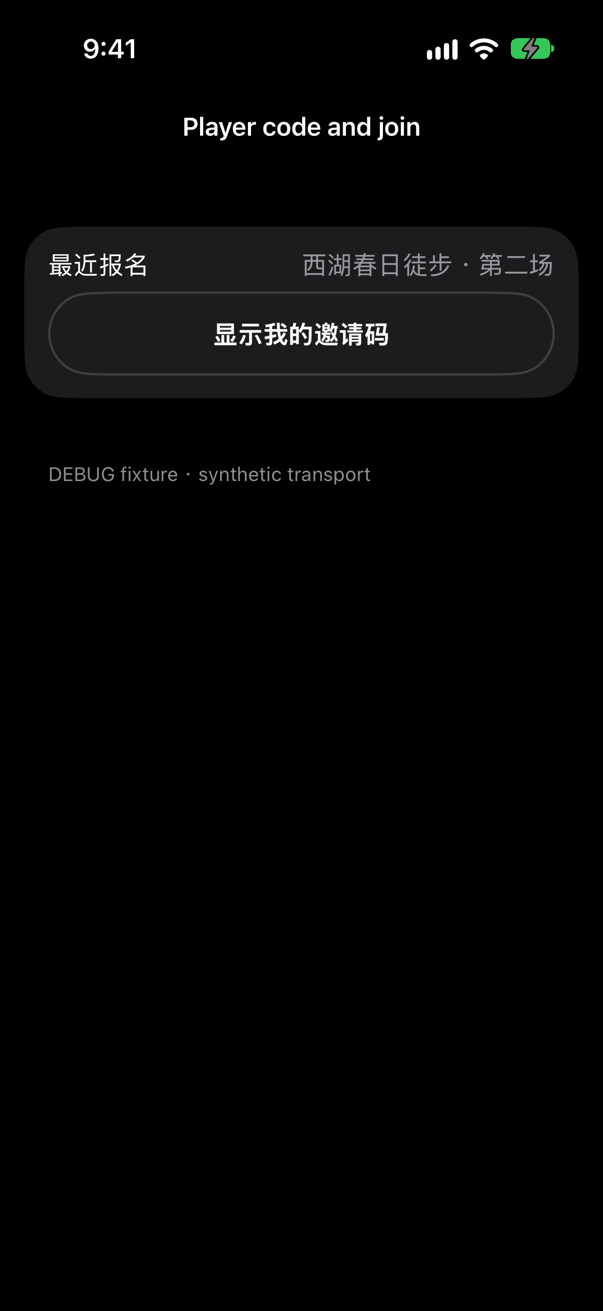 9:41
Player code and join
最近报名 西湖春日徒步 · 第二场
显示我的邀请码
DEBUG fixture · synthetic transport